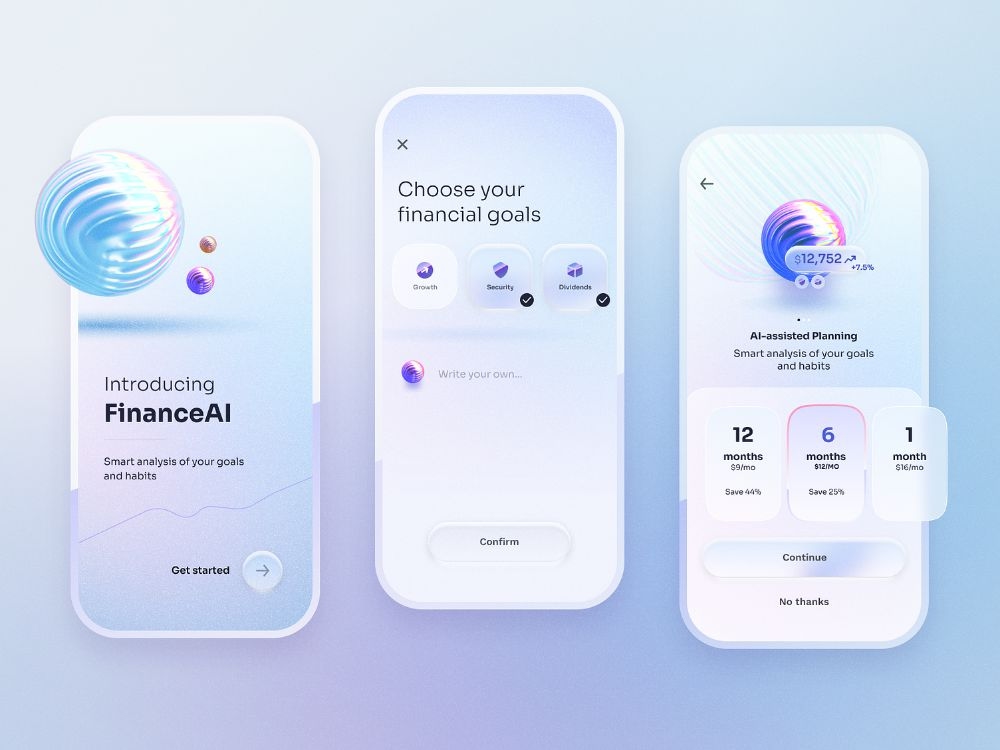 Introducing
FinanceAI
Smart analysis of your goals
and habits
Get started
Choose your
financial goals
Growth
Security
Dividends
Write your own...
Confirm
$12,752
+7.5%
AI-assisted Planning
Smart analysis of your goals
and habits
12
months
$9/mo
Save 44%
6
months
$12/MO
Save 25%
1
month
$16/mo
Continue
No thanks